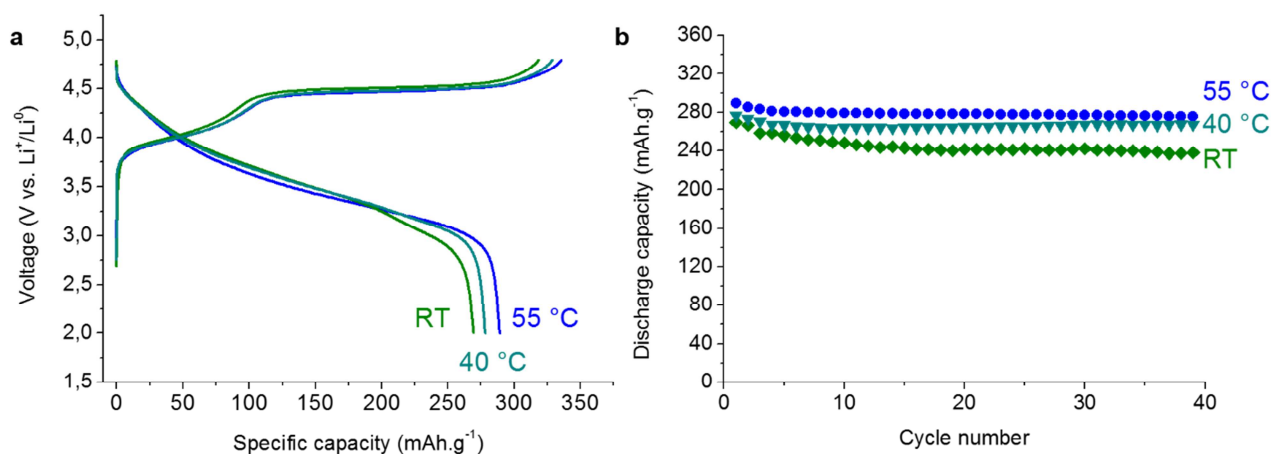 a
5,0
4,5
4,0
3,5
3,0
2,5
2,0
1,5
Voltage (V vs. Li⁺/Li⁰)
0
50
100
150
200
250
300
350
Specific capacity (mAh.g⁻¹)
RT
40 °C
55 °C
b
360
320
280
240
200
160
120
80
40
0
Discharge capacity (mAh.g⁻¹)
0
10
20
30
40
Cycle number
55 °C
40 °C
RT